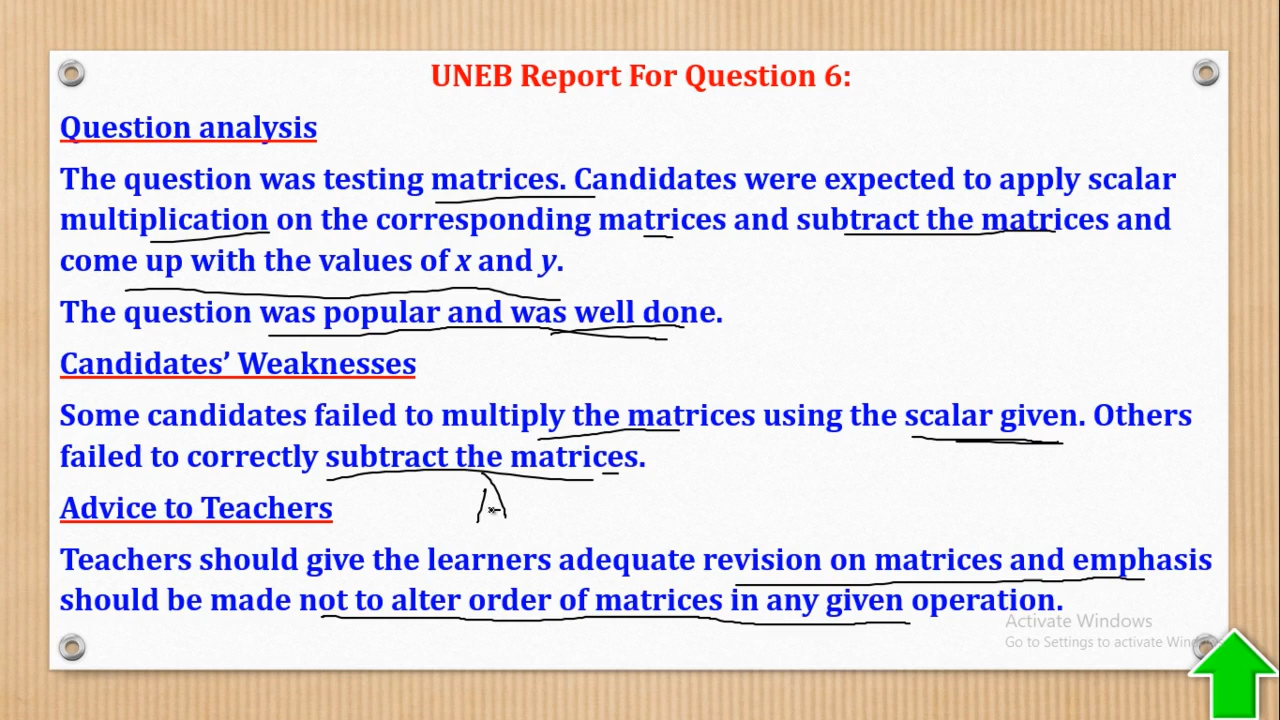 UNEB Report For Question 6:
Question analysis
The question was testing matrices. Candidates were expected to apply scalar
multiplication on the corresponding matrices and subtract the matrices and
come up with the values of x and y.
The question was popular and was well done.
Candidates' Weaknesses
Some candidates failed to multiply the matrices using the scalar given. Others
failed to correctly subtract the matrices.
Advice to Teachers
Teachers should give the learners adequate revision on matrices and emphasis
should be made not to alter order of matrices in any given operation.
Activate Windows
Go to Settings to activate